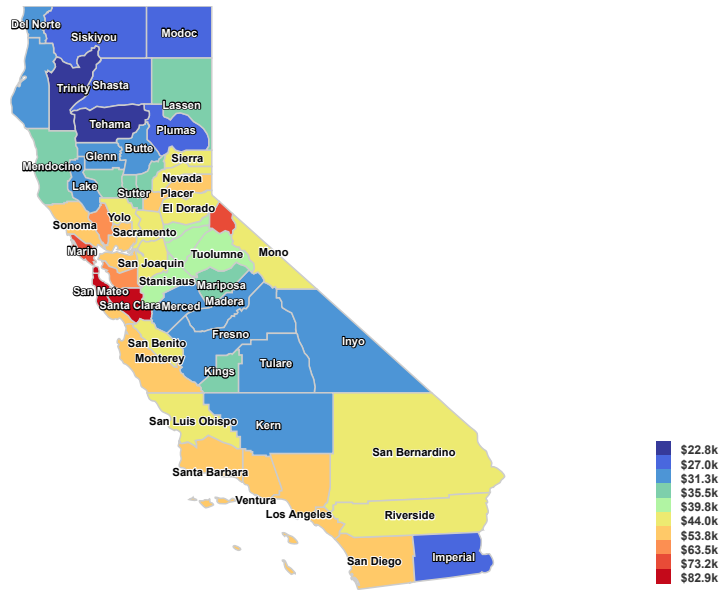 Del Norte
Siskiyou
Modoc
Trinity
Shasta
Lassen
Tehama
Plumas
Butte
Glenn
Sierra
Mendocino
Lake
Nevada
Sutter
Placer
El Dorado
Yolo
Sonoma
Sacramento
Marin
San Joaquin
Tuolumne
Mono
Stanislaus
Mariposa
San Mateo
Santa Clara
Merced
Madera
Fresno
Inyo
San Benito
Monterey
Kings
Tulare
San Luis Obispo
Kern
San Bernardino
Santa Barbara
Ventura
Los Angeles
Riverside
San Diego
Imperial
$22.8k
$27.0k
$31.3k
$35.5k
$39.8k
$44.0k
$53.8k
$63.5k
$73.2k
$82.9k